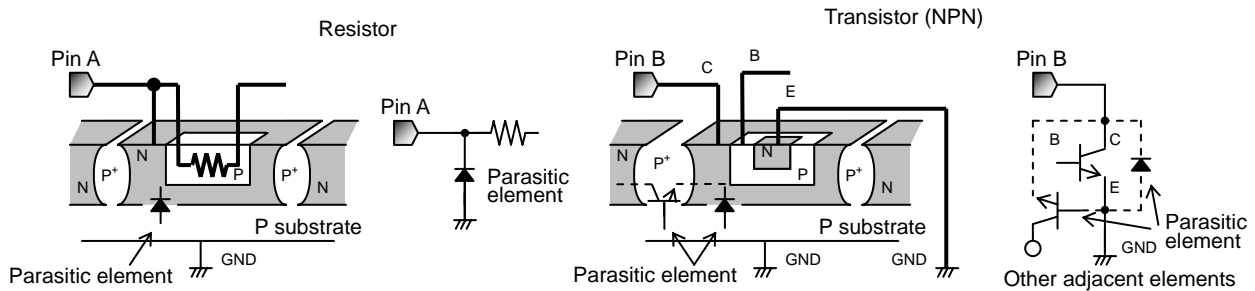 Resistor
Transistor (NPN)
Pin A
Pin A
N
N
P+
P
P+
N
Parasitic
element
P substrate
GND
Parasitic element
Pin B
C
B
E
N
N
P+
N
P
P+
N
P substrate
GND
GND
Parasitic element
Pin B
B
C
E
Parasitic
element
GND
Other adjacent elements